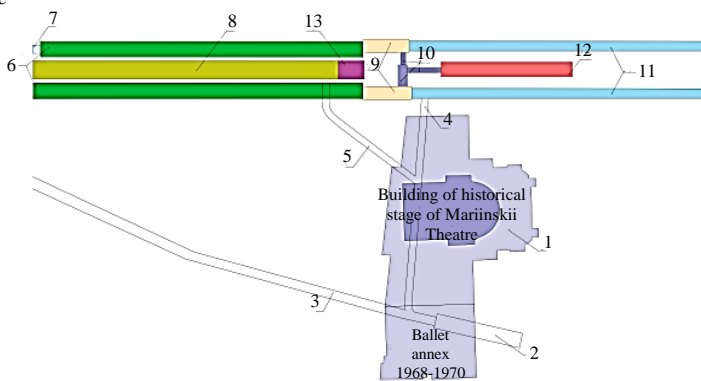 7
8
13
6
9
10
12
11
4
5
Building of historical
stage of Mariinskii
Theatre
1
3
2
Ballet
annex
1968-1970